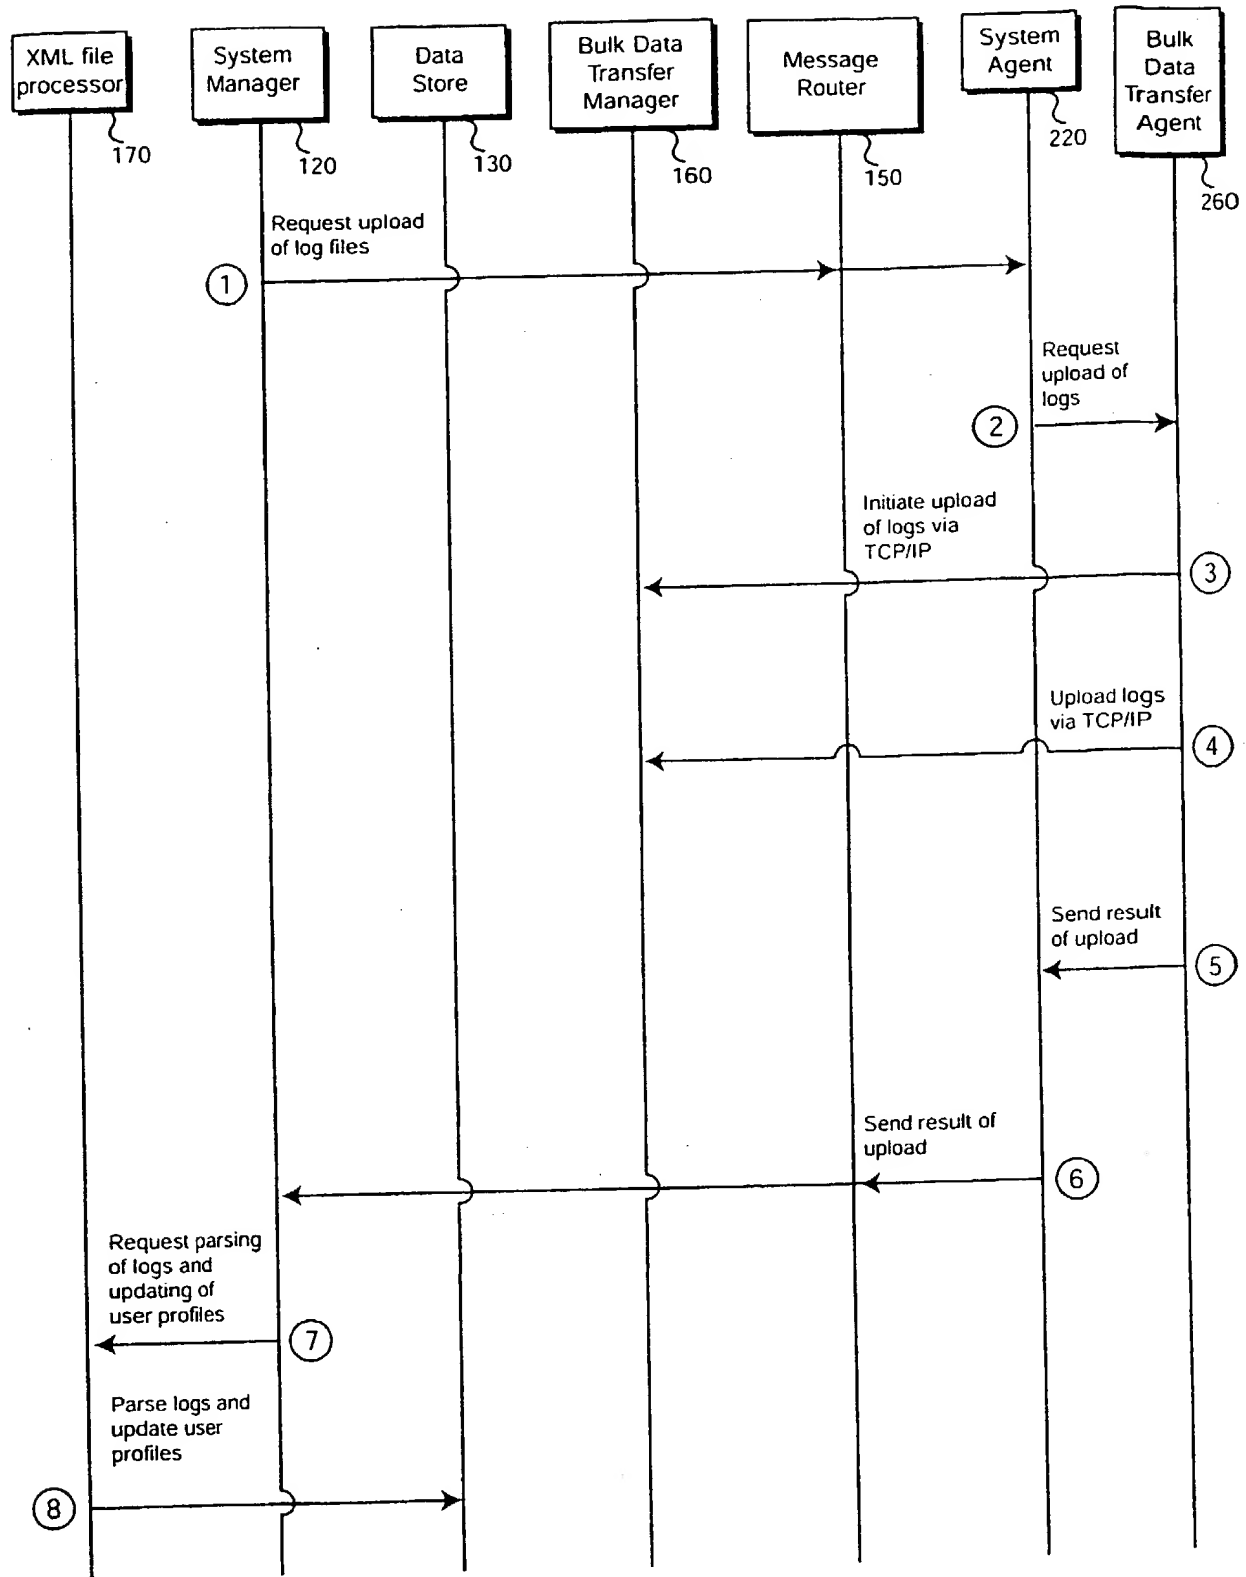 XML file
processor
170
System
Manager
120
Data
Store
130
Bulk Data
Transfer
Manager
160
Message
Router
150
System
Agent
220
Bulk
Data
Transfer
Agent
260
Request upload
of log files
1
Request
upload of
logs
2
Initiate upload
of logs via
TCP/IP
3
Upload logs
via TCP/IP
4
Send result
of upload
5
Send result of
upload
6
Request parsing
of logs and
updating of
user profiles
7
Parse logs and
update user
profiles
8